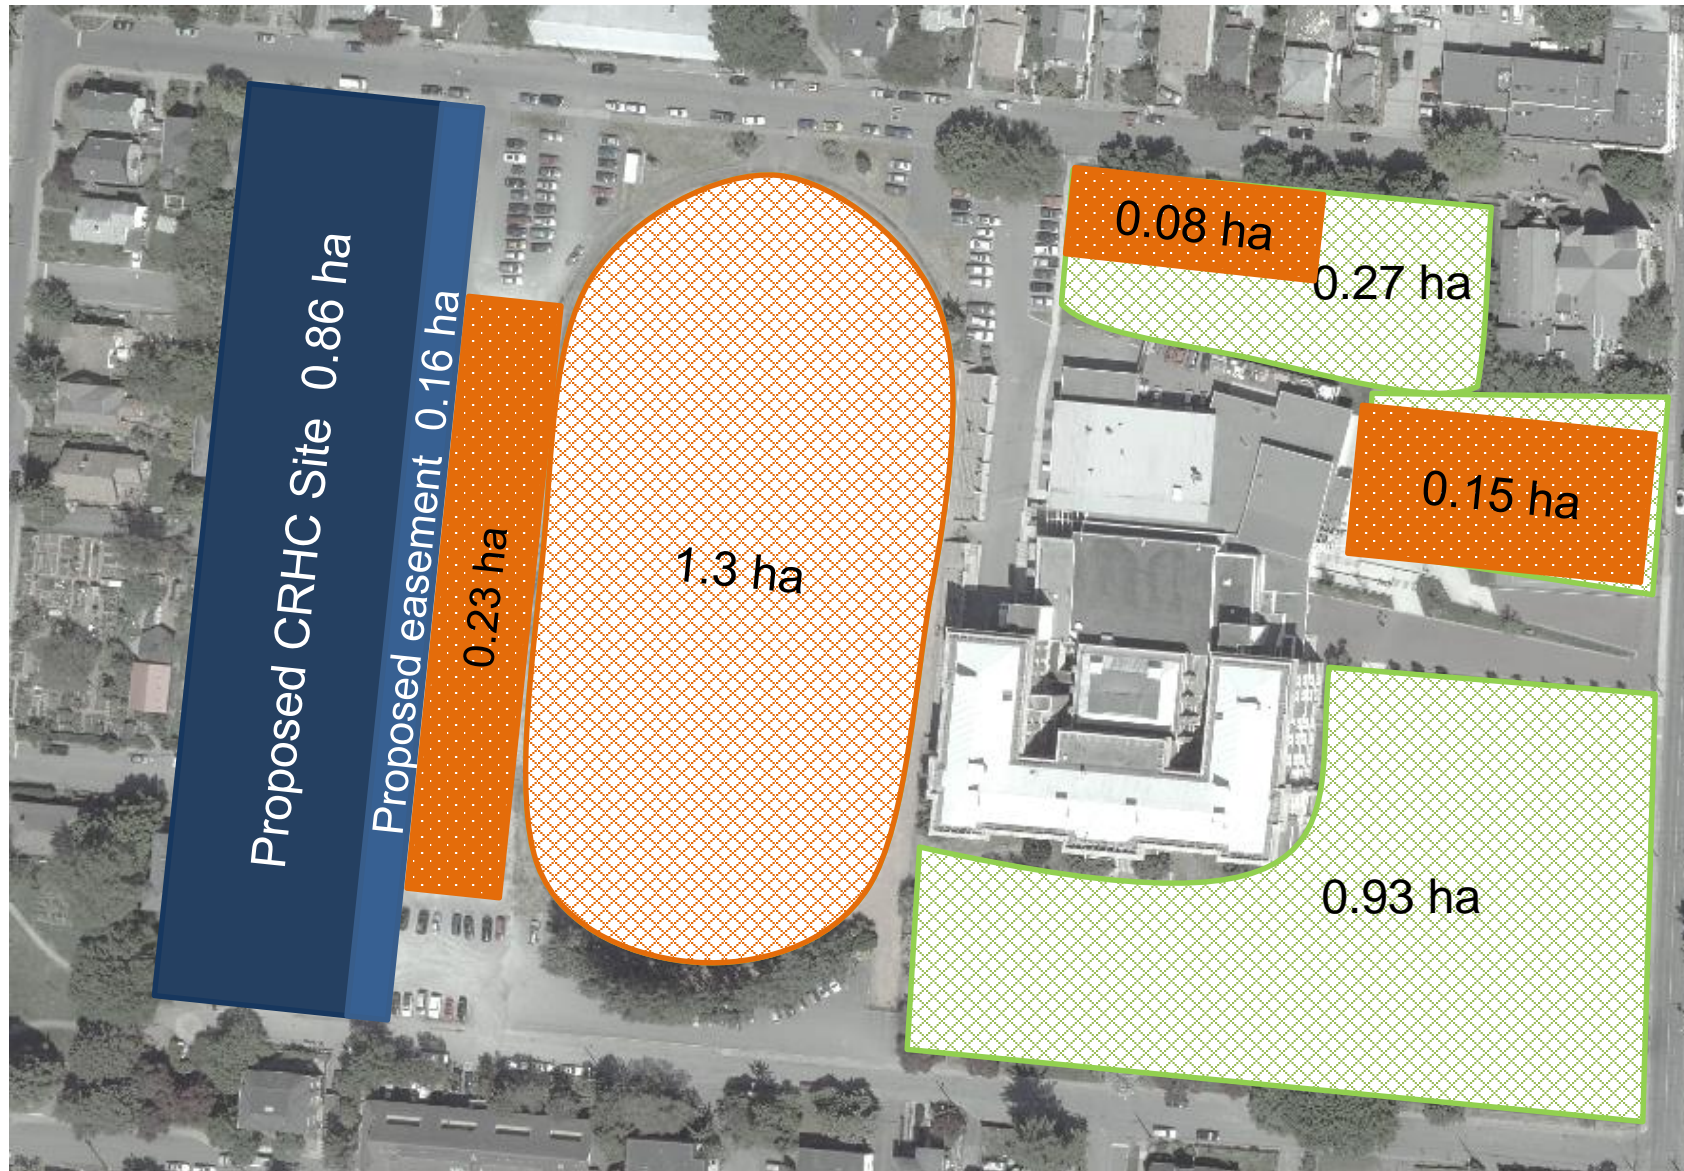 Proposed CRHC Site  0.86 ha
Proposed easement  0.16 ha
0.23 ha
1.3 ha
0.08 ha
0.27 ha
0.15 ha
0.93 ha